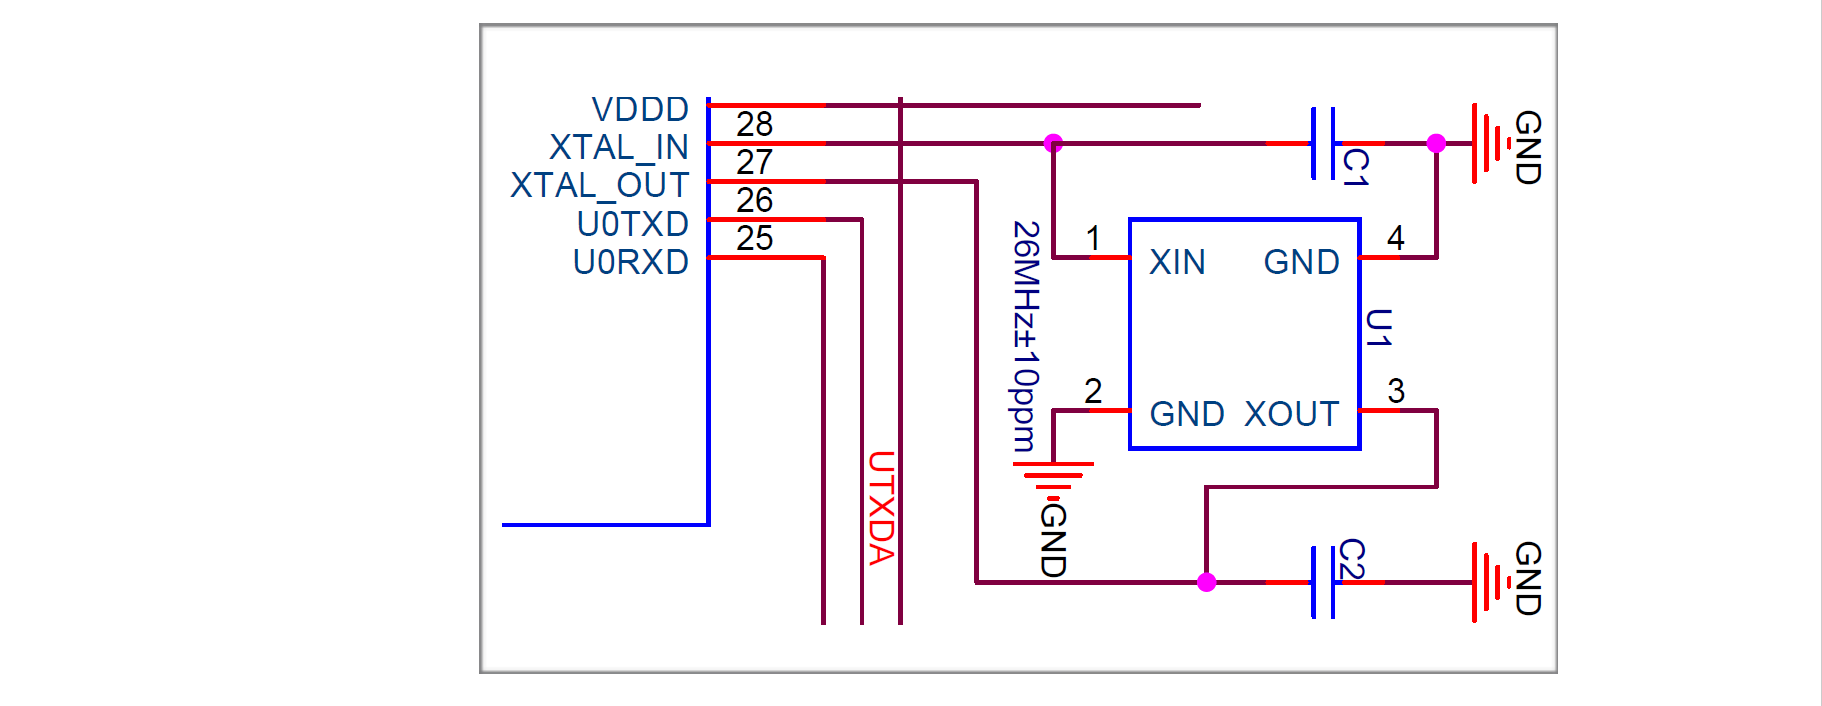 VDDD
28
XTAL_IN
27
XTAL_OUT
26
U0TXD
25
U0RXD
UTXDA
26MHz±10ppm
1
XIN
GND
4
U1
2
GND
XOUT
3
GND
C1
GND
C2
GND